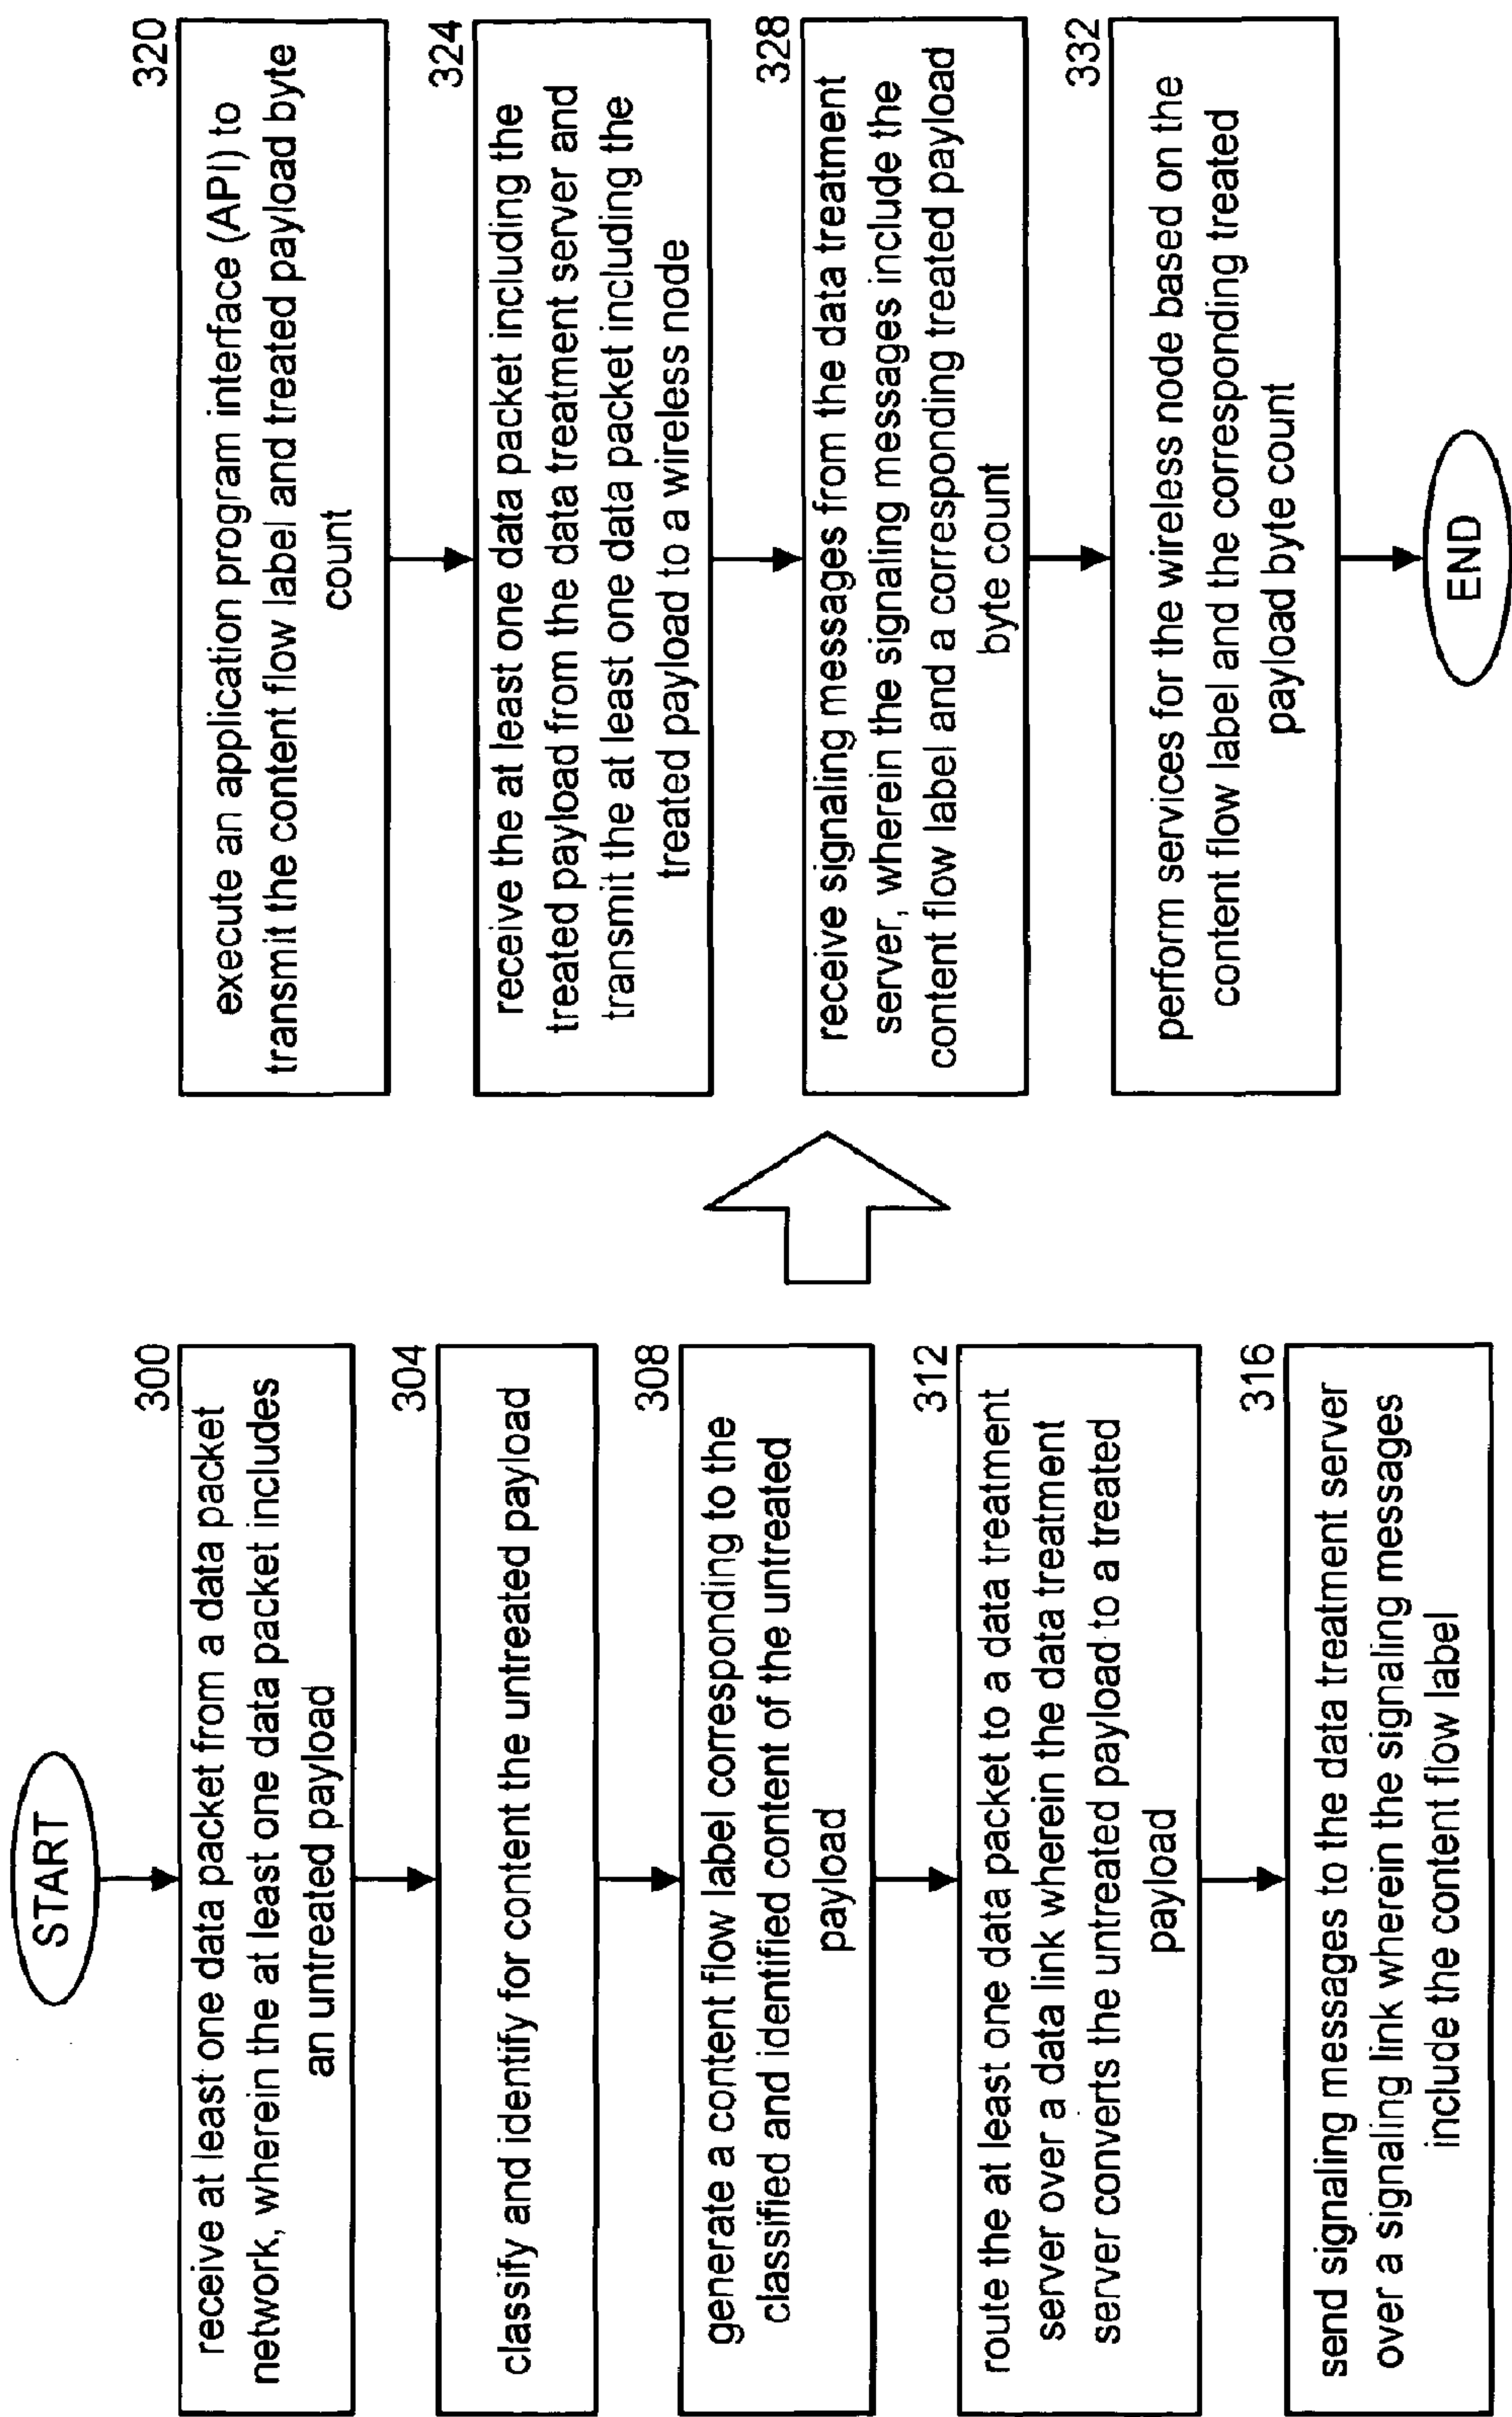 START
300
receive at least one data packet from a data packet
network, wherein the at least one data packet includes
an untreated payload
304
classify and identify for content the untreated payload
308
generate a content flow label corresponding to the
classified and identified content of the untreated
payload
312
route the at least one data packet to a data treatment
server over a data link wherein the data treatment
server converts the untreated payload to a treated
payload
316
send signaling messages to the data treatment server
over a signaling link wherein the signaling messages
include the content flow label
320
execute an application program interface (API) to
transmit the content flow label and treated payload byte
count
324
receive the at least one data packet including the
treated payload from the data treatment server and
transmit the at least one data packet including the
treated payload to a wireless node
328
receive signaling messages from the data treatment
server, wherein the signaling messages include the
content flow label and a corresponding treated payload
byte count
332
perform services for the wireless node based on the
content flow label and the corresponding treated
payload byte count
END